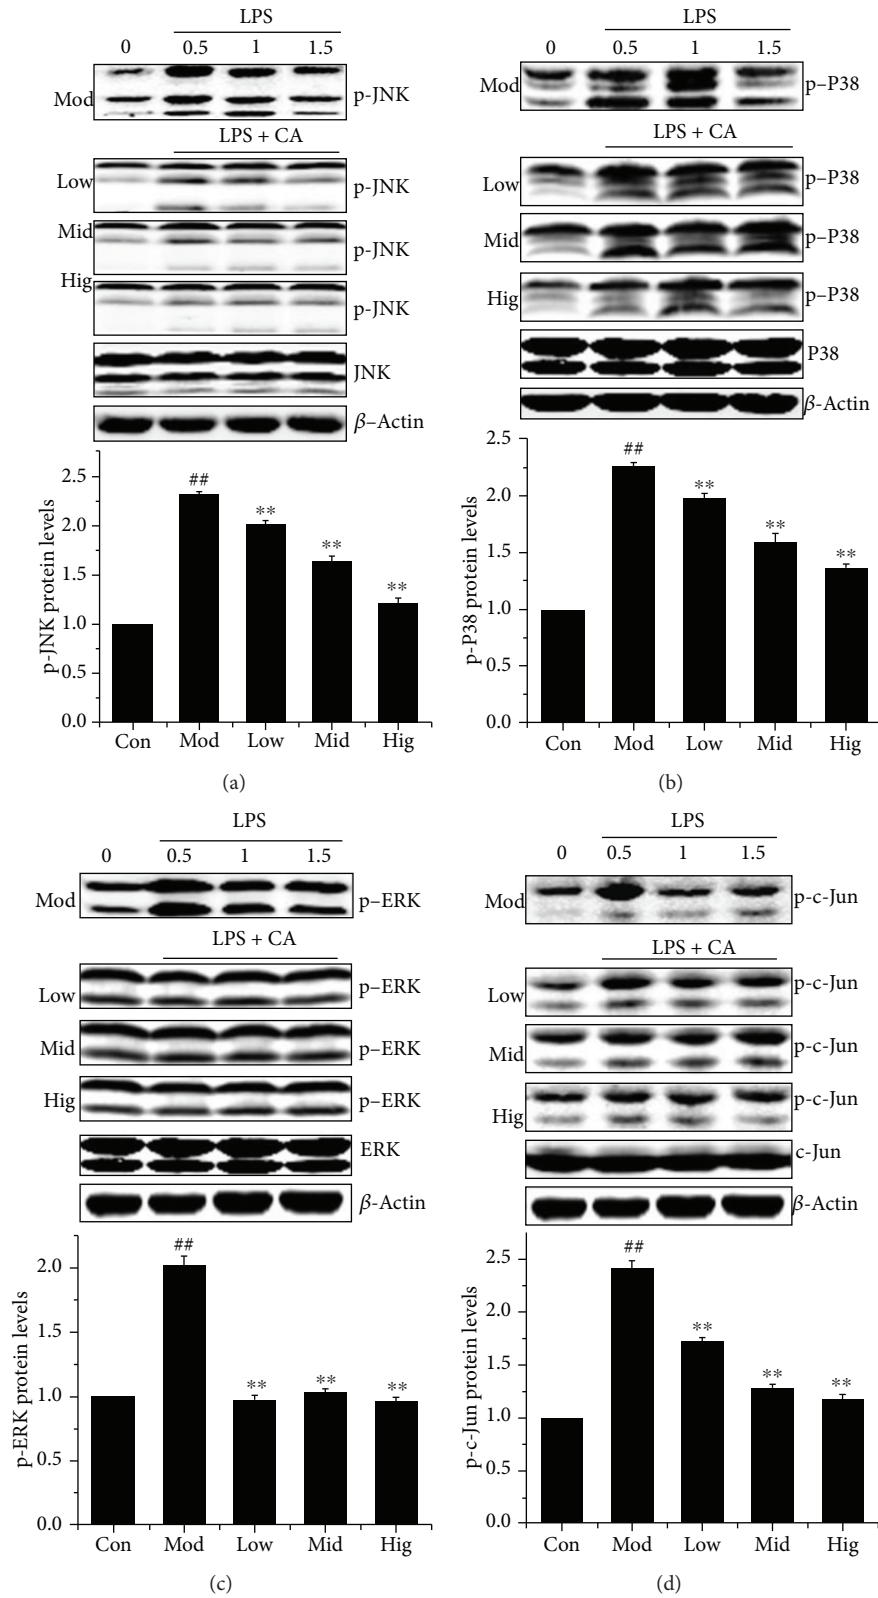 LPS
0 0.5 1 1.5
Mod p-JNK
LPS + CA
Low p-JNK
Mid p-JNK
Hig p-JNK
JNK
β–Actin
p-JNK protein levels
2.5
2.0
1.5
1.0
0.5
0.0
## ** ** **
Con Mod Low Mid Hig
(a)
LPS
0 0.5 1 1.5
Mod p–P38
LPS + CA
Low p–P38
Mid p–P38
Hig p–P38
P38
β-Actin
p-P38 protein levels
2.5
2.0
1.5
1.0
0.5
0.0
## ** ** **
Con Mod Low Mid Hig
(b)
LPS
0 0.5 1 1.5
Mod p–ERK
LPS + CA
Low p–ERK
Mid p–ERK
Hig p–ERK
ERK
β-Actin
p-ERK protein levels
2.0
1.5
1.0
0.5
0.0
## ** ** **
Con Mod Low Mid Hig
(c)
LPS
0 0.5 1 1.5
Mod p-c-Jun
LPS + CA
Low p-c-Jun
Mid p-c-Jun
Hig p-c-Jun
c-Jun
β-Actin
p-c-Jun protein levels
2.5
2.0
1.5
1.0
0.5
0.0
## ** ** **
Con Mod Low Mid Hig
(d)